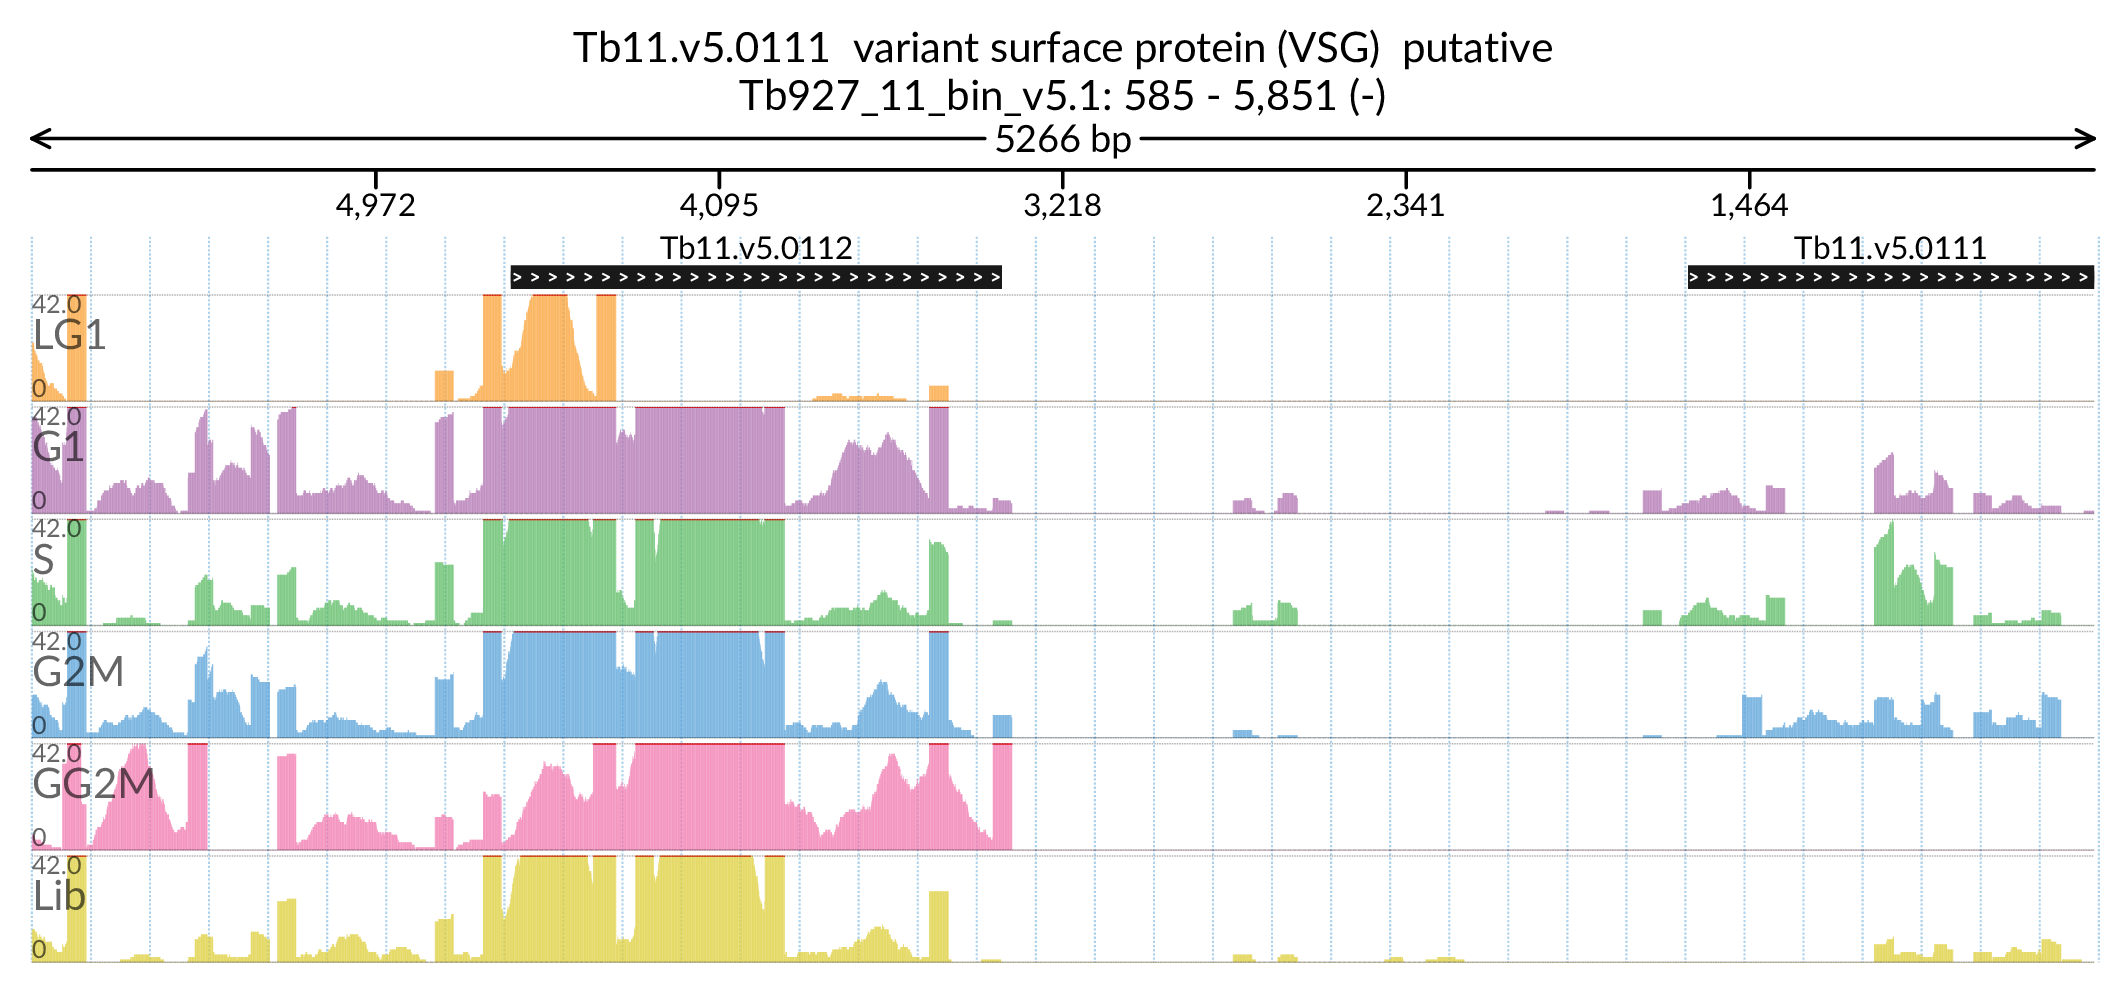 Tb11.v5.0111  variant surface protein (VSG)  putative
Tb927_11_bin_v5.1: 585 - 5,851 (-)
5266 bp
4,972 4,095 3,218 2,341 1,464
Tb11.v5.0112 Tb11.v5.0111
42.0
LG1
0
42.0
G1
0
42.0
S
0
42.0
G2M
0
42.0
GG2M
0
42.0
Lib
0